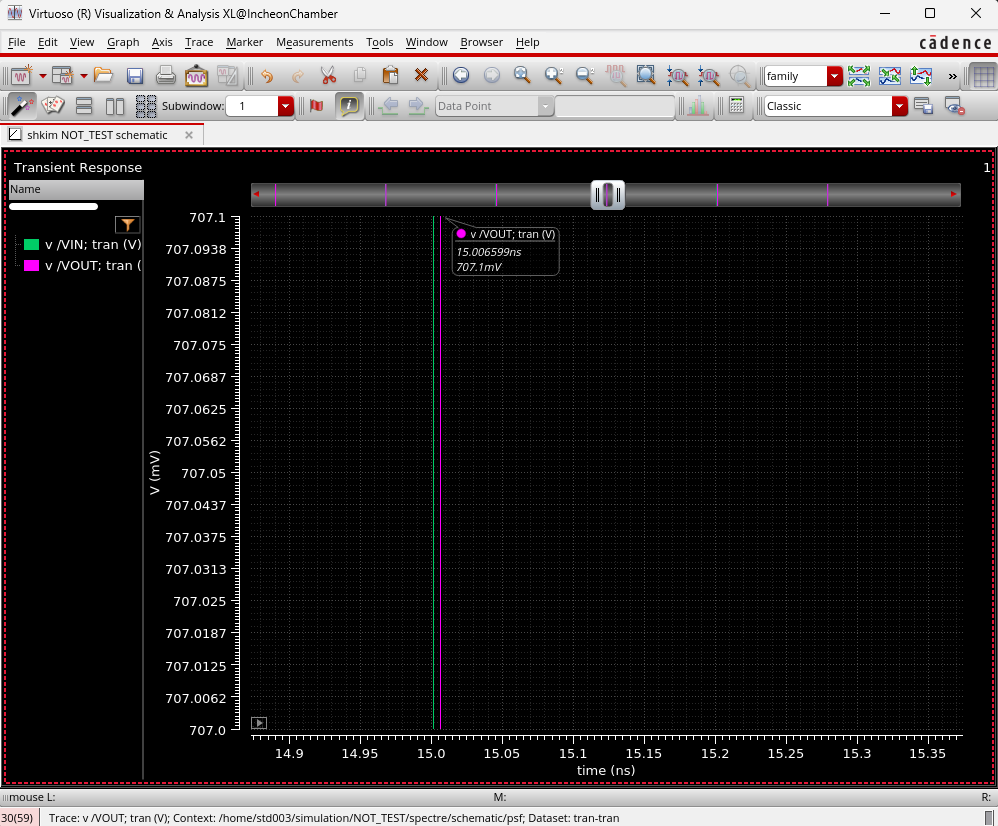 Virtuoso (R) Visualization & Analysis XL@IncheonChamber
File Edit View Graph Axis Trace Marker Measurements Tools Window Browser Help
cādence
family
»
Subwindow: 1
Data Point
Classic
shkim NOT_TEST schematic
Transient Response
1
Name
v /VIN; tran (V)
v /VOUT; tran (
V (mV)
707.1
707.0938
707.0875
707.0812
707.075
707.0687
707.0625
707.0562
707.05
707.0437
707.0375
707.0313
707.025
707.0187
707.0125
707.0062
707.0
v /VOUT; tran (V)
15.006599ns
707.1mV
14.9 14.95 15.0 15.05 15.1 15.15 15.2 15.25 15.3 15.35
time (ns)
mouse L: M: R:
30(59) Trace: v /VOUT; tran (V); Context: /home/std003/simulation/NOT_TEST/spectre/schematic/psf; Dataset: tran-tran